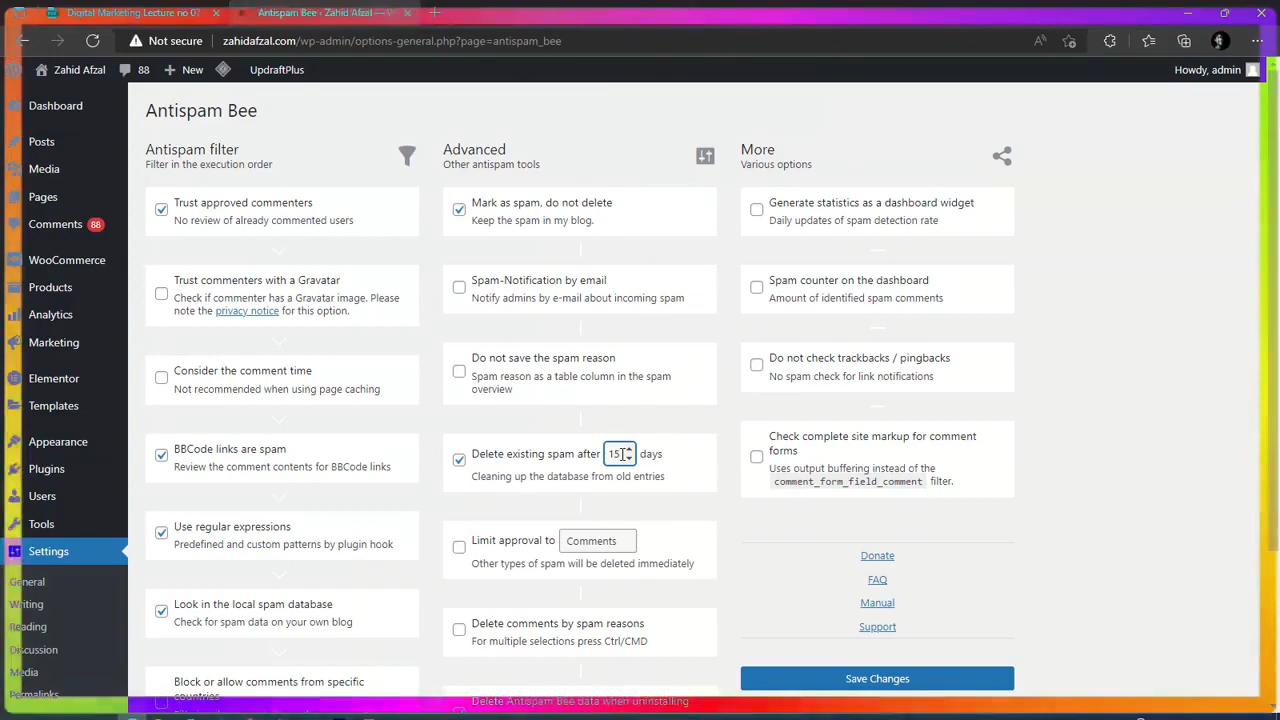 Digital Marketing Lecture no 0?
Antispam Bee ‹ Zahid Afzal — W
Not secure
zahidafzal.com/wp-admin/options-general.php?page=antispam_bee
Zahid Afzal
88
New
UpdraftPlus
Howdy, admin
Dashboard
Posts
Media
Pages
Comments 68
WooCommerce
Products
Analytics
Marketing
Elementor
Templates
Appearance
Plugins
Users
Tools
Settings
General
Writing
Reading
Discussion
Media
Permalinks
Antispam Bee
Antispam filter
Filter in the execution order
Trust approved commenters
No review of already commented users
Trust commenters with a Gravatar
Check if commenter has a Gravatar image. Please
note the privacy notice for this option.
Consider the comment time
Not recommended when using page caching
BBCode links are spam
Review the comment contents for BBCode links
Use regular expressions
Predefined and custom patterns by plugin hook
Look in the local spam database
Check for spam data on your own blog
Block or allow comments from specific
countries
Advanced
Other antispam tools
Mark as spam, do not delete
Keep the spam in my blog.
Spam-Notification by email
Notify admins by e-mail about incoming spam
Do not save the spam reason
Spam reason as a table column in the spam
overview
Delete existing spam after 15 days
Cleaning up the database from old entries
Limit approval to Comments
Other types of spam will be deleted immediately
Delete comments by spam reasons
For multiple selections press Ctrl/CMD
Delete Antispam Bee data when uninstalling
More
Various options
Generate statistics as a dashboard widget
Daily updates of spam detection rate
Spam counter on the dashboard
Amount of identified spam comments
Do not check trackbacks / pingbacks
No spam check for link notifications
Check complete site markup for comment
forms
Uses output buffering instead of the
comment_form_field_comment filter.
Donate
FAQ
Manual
Support
Save Changes